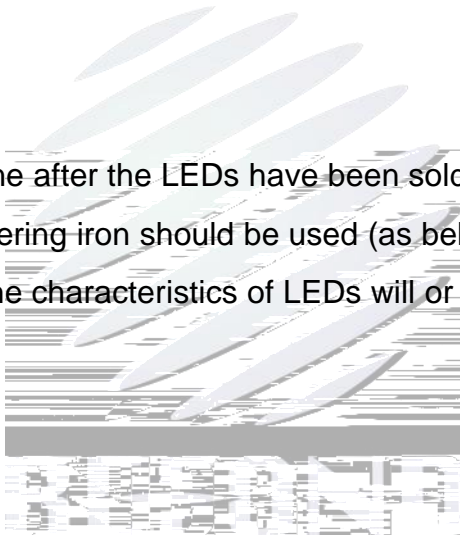 ne after the LEDs have been sold
ering iron should be used (as bel
ne characteristics of LEDs will or